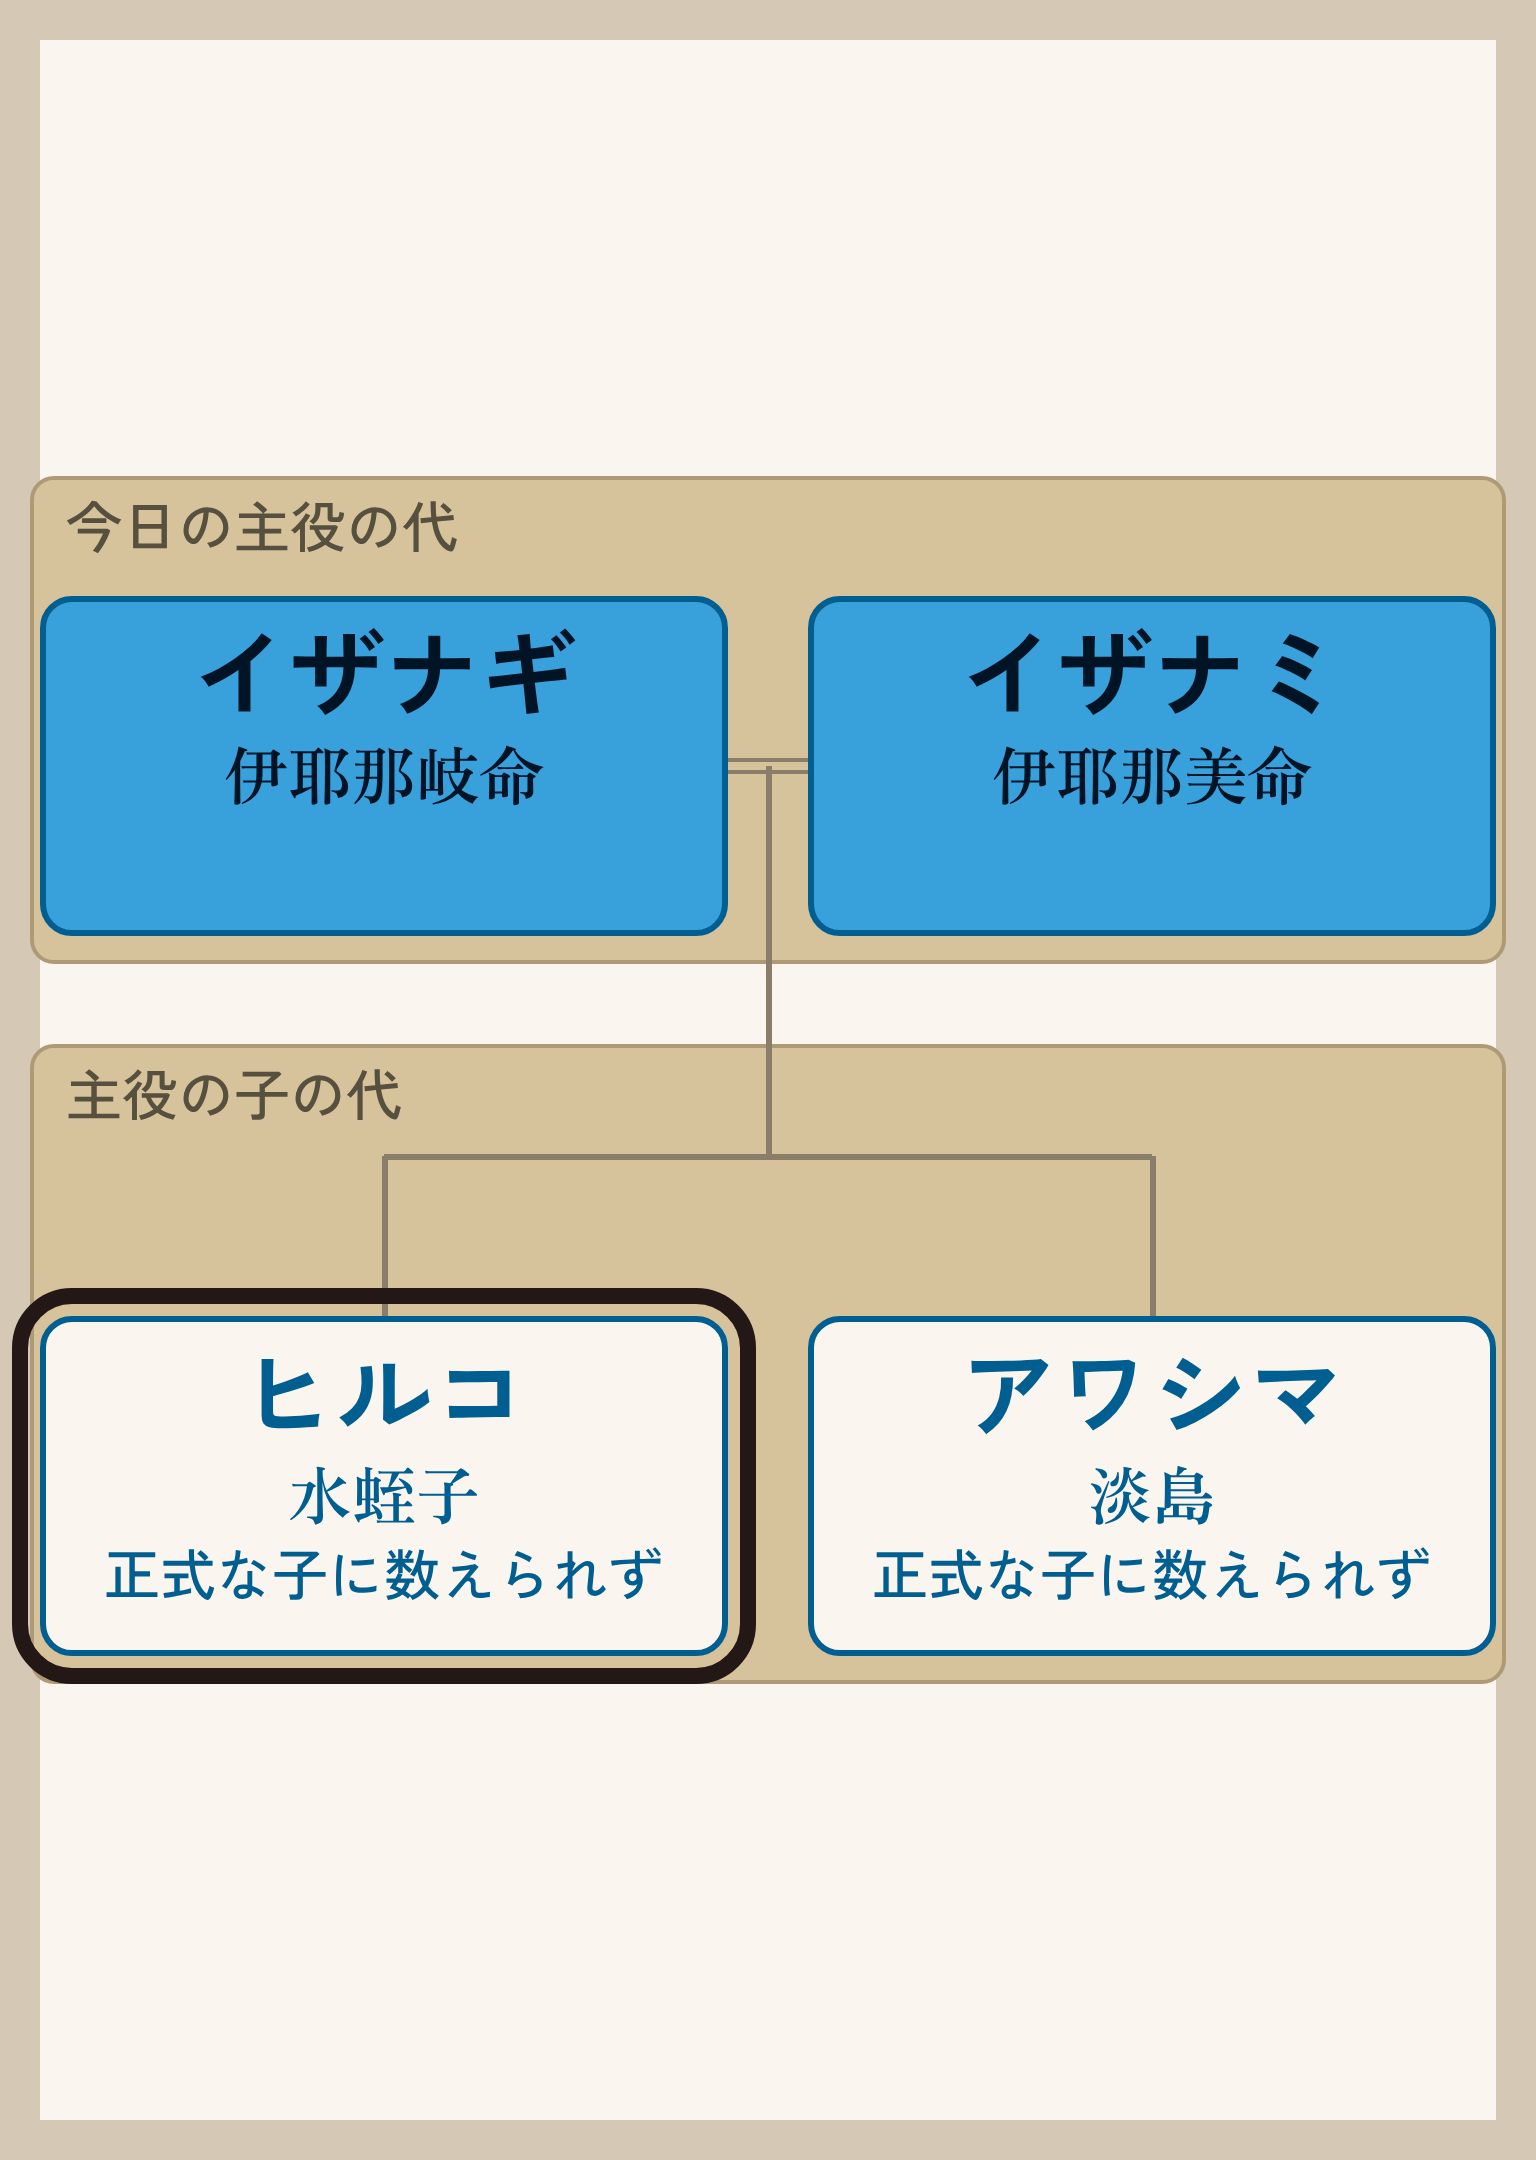 今日の主役の代
イザナギ
伊耶那岐命
イザナミ
伊耶那美命
主役の子の代
ヒルコ
水蛭子
正式な子に数えられず
アワシマ
淡島
正式な子に数えられず